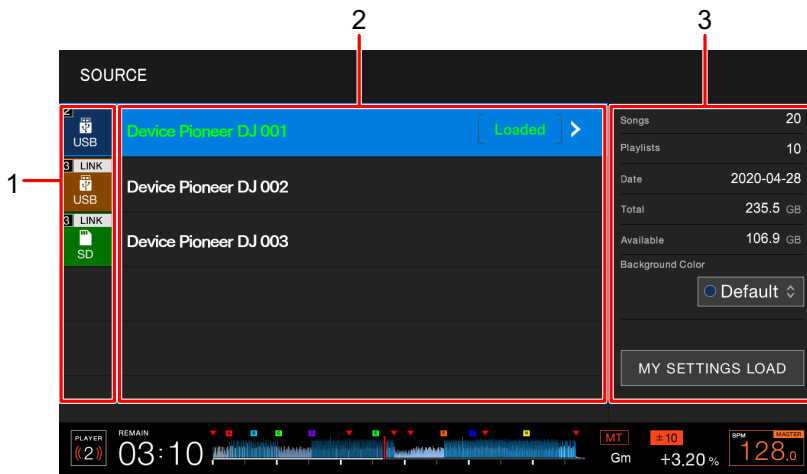 2
3
SOURCE
2
USB
Device Pioneer DJ 001
Loaded
Songs 20
Playlists 10
1
3 LINK
USB
Device Pioneer DJ 002
Date 2020-04-28
Total 235.5 GB
3 LINK
SD
Device Pioneer DJ 003
Available 106.9 GB
Background Color
Default
MY SETTINGS LOAD
PLAYER
2
REMAIN
03:10
MT
Gm
±10
+3.20 %
BPM MASTER
128.0